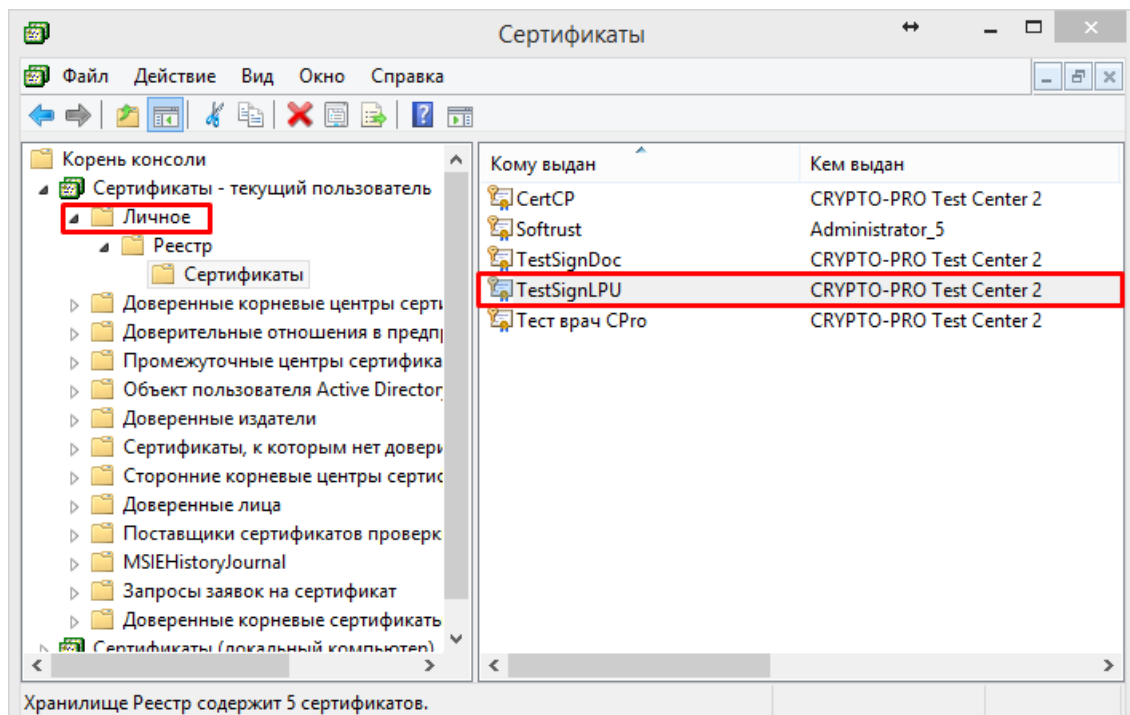 Сертификаты
Файл Действие Вид Окно Справка
Корень консоли
Сертификаты - текущий пользователь
Личное
Реестр
Сертификаты
Доверенные корневые центры серти
Доверительные отношения в предп
Промежуточные центры сертифика
Объект пользователя Active Director
Доверенные издатели
Сертификаты, к которым нет довери
Сторонние корневые центры сертис
Доверенные лица
Поставщики сертификатов проверк
MSIEHistoryJournal
Запросы заявок на сертификат
Доверенные корневые сертификать
Сертификаты (локальный компьютер)
Кому выдан Кем выдан
CertCP CRYPTO-PRO Test Center 2
Softrust Administrator_5
TestSignDoc CRYPTO-PRO Test Center 2
TestSignLPU CRYPTO-PRO Test Center 2
Тест врач CPro CRYPTO-PRO Test Center 2
Хранилище Реестр содержит 5 сертификатов.